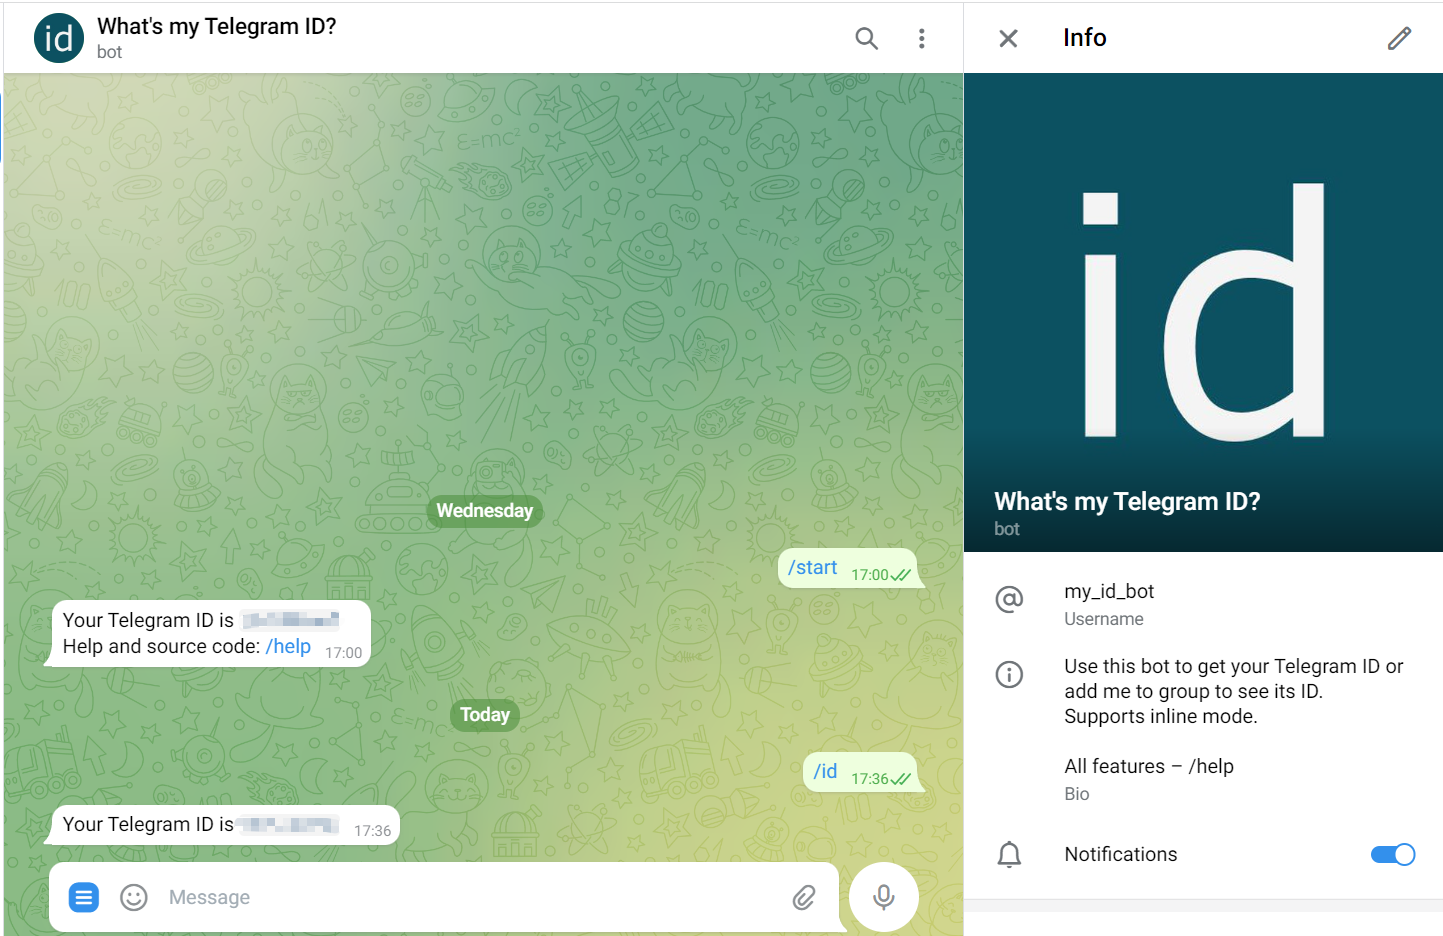 id
What's my Telegram ID?
bot
Wednesday
/start 17:00
Your Telegram ID is
Help and source code: /help 17:00
Today
/id 17:36
Your Telegram ID is 17:36
Message
Info
id
What's my Telegram ID?
bot
my_id_bot
Username
Use this bot to get your Telegram ID or
add me to group to see its ID.
Supports inline mode.
All features – /help
Bio
Notifications